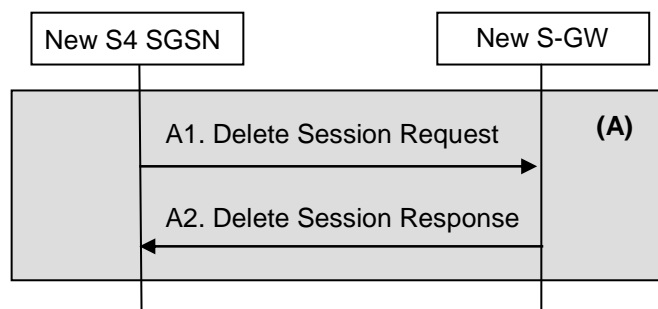 New S4 SGSN
New S-GW
(A)
A1. Delete Session Request
A2. Delete Session Response